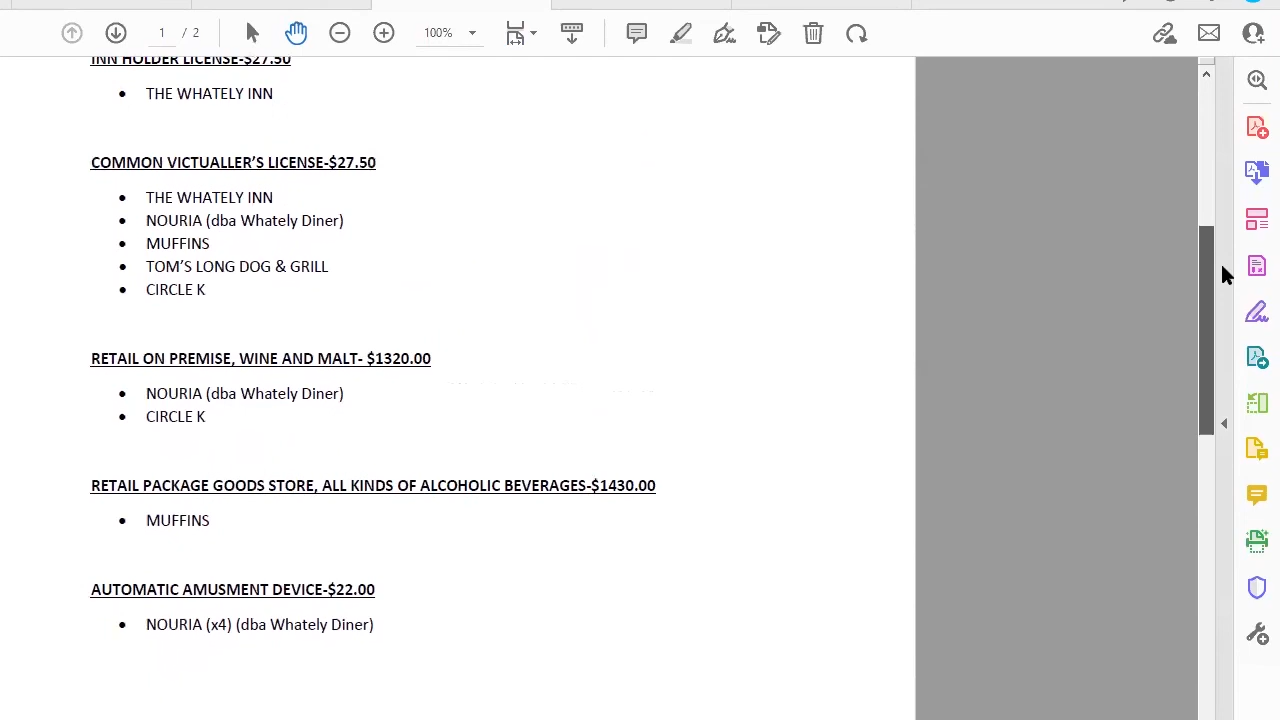 1 / 2
100%
INN HOLDER LICENSE-$27.50
• THE WHATELY INN
COMMON VICTUALLER’S LICENSE-$27.50
• THE WHATELY INN
• NOURIA (dba Whately Diner)
• MUFFINS
• TOM’S LONG DOG & GRILL
• CIRCLE K
RETAIL ON PREMISE, WINE AND MALT- $1320.00
• NOURIA (dba Whately Diner)
• CIRCLE K
RETAIL PACKAGE GOODS STORE, ALL KINDS OF ALCOHOLIC BEVERAGES-$1430.00
• MUFFINS
AUTOMATIC AMUSMENT DEVICE-$22.00
• NOURIA (x4) (dba Whately Diner)